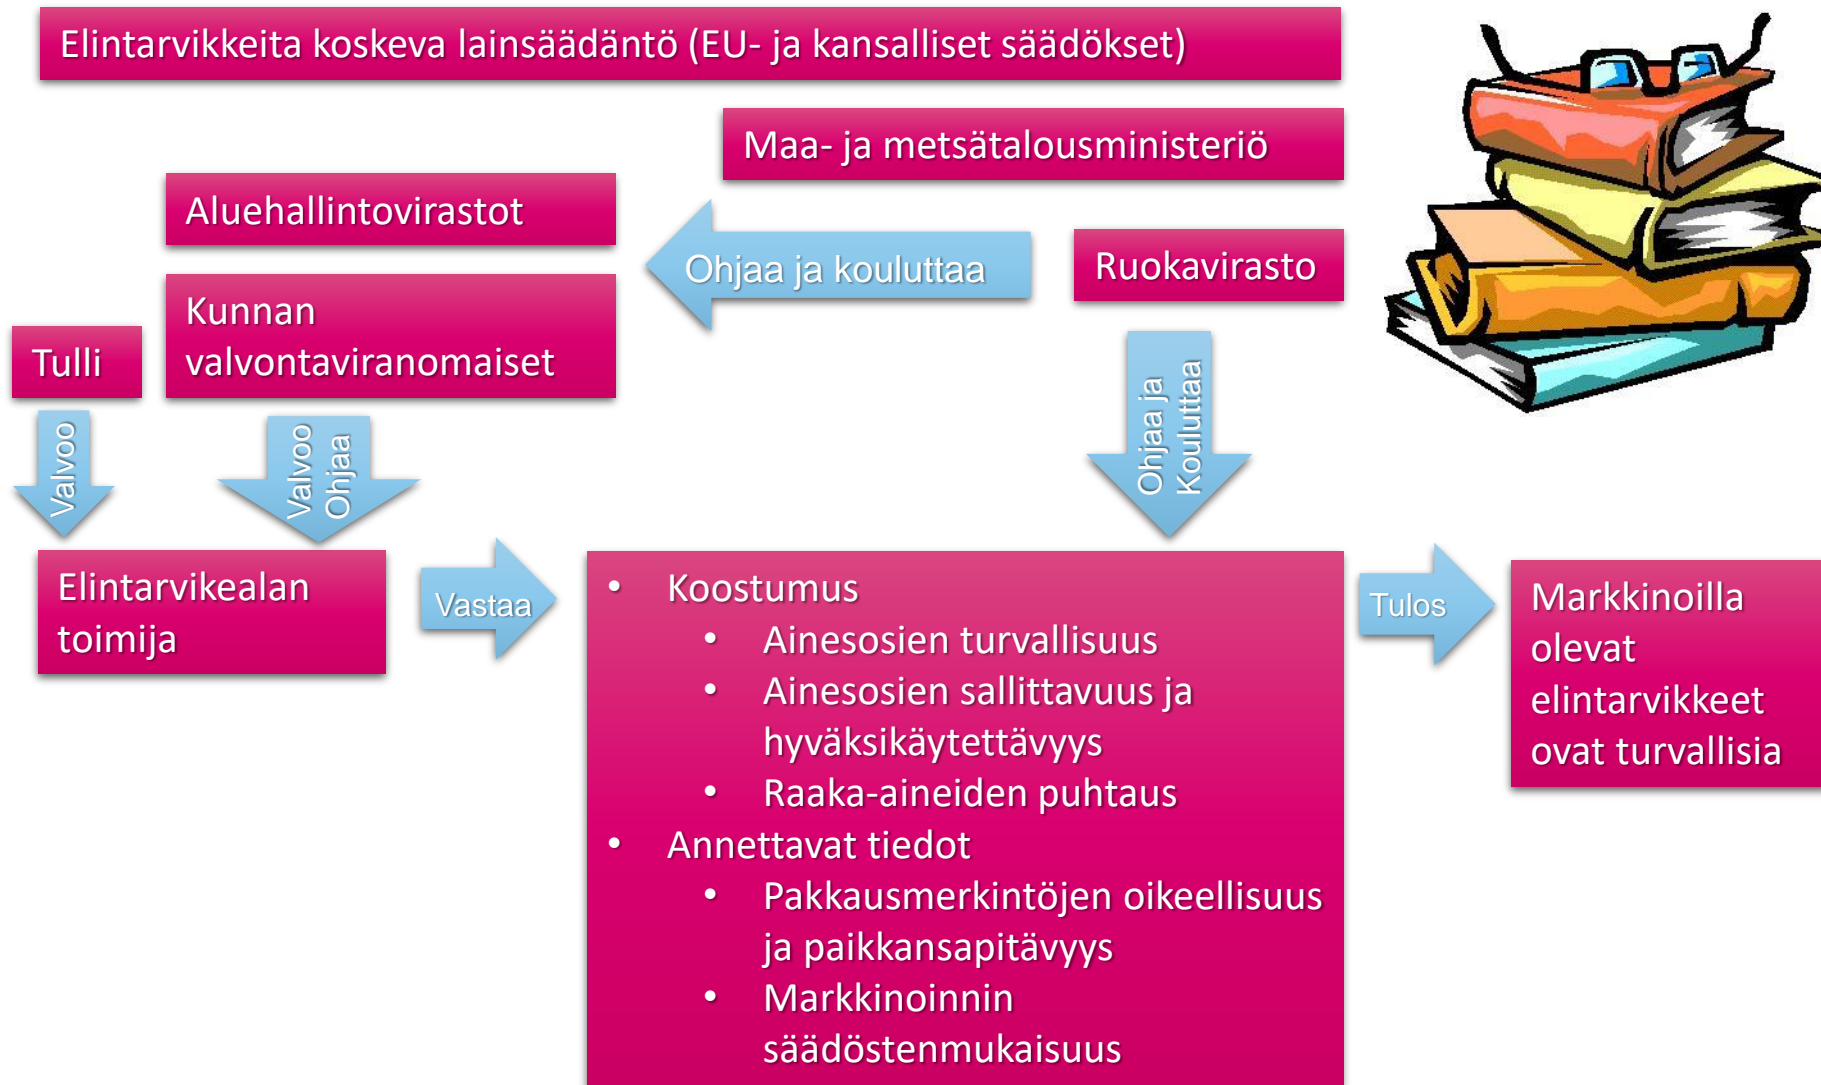 Elintarvikkeita koskeva lainsäädäntö (EU- ja kansalliset säädökset)
Maa- ja metsätalousministeriö
Aluehallintovirastot
Ohjaa ja kouluttaa
Ruokavirasto
Kunnan
valvontaviranomaiset
Tulli
Valvoo
Valvoo
Ohjaa
Ohjaa ja
Kouluttaa
Elintarvikealan
toimija
Vastaa
• Koostumus
• Ainesosien turvallisuus
• Ainesosien sallittavuus ja
hyväksikäytettävyys
• Raaka-aineiden puhtaus
• Annettavat tiedot
• Pakkausmerkintöjen oikeellisuus
ja paikkansapitävyys
• Markkinoinnin
säädöstenmukaisuus
Tulos
Markkinoilla
olevat
elintarvikkeet
ovat turvallisia